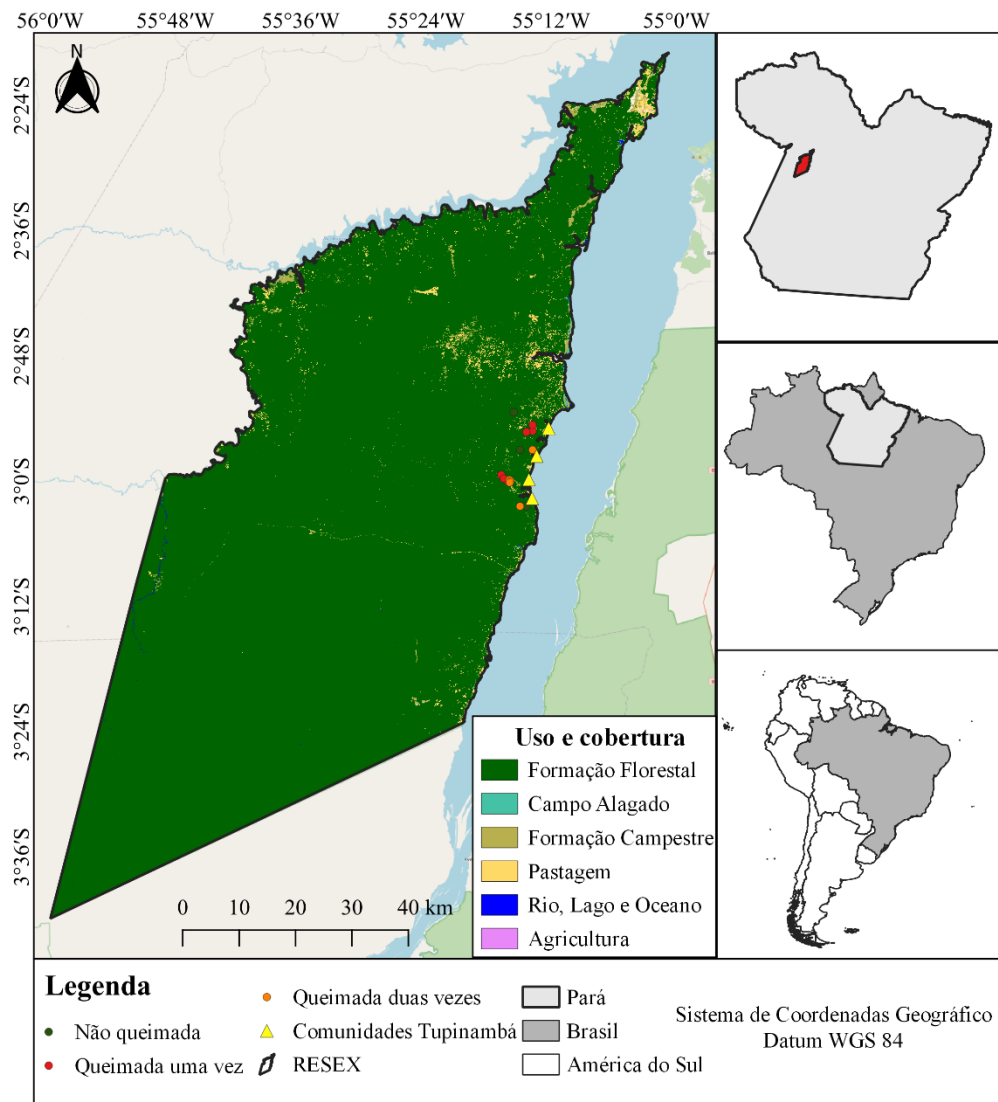 56°0'W 55°48'W 55°36'W 55°24'W 55°12'W 55°0'W
N
2°24'S
2°36'S
2°48'S
3°0'S
3°12'S
3°24'S
3°36'S
0 10 20 30 40 km
Uso e cobertura
Formação Florestal
Campo Alagado
Formação Campestre
Pastagem
Rio, Lago e Oceano
Agricultura
Legenda
Não queimada
Queimada uma vez
Queimada duas vezes
Comunidades Tupinambá
RESEX
Pará
Brasil
América do Sul
Sistema de Coordenadas Geográfico
Datum WGS 84